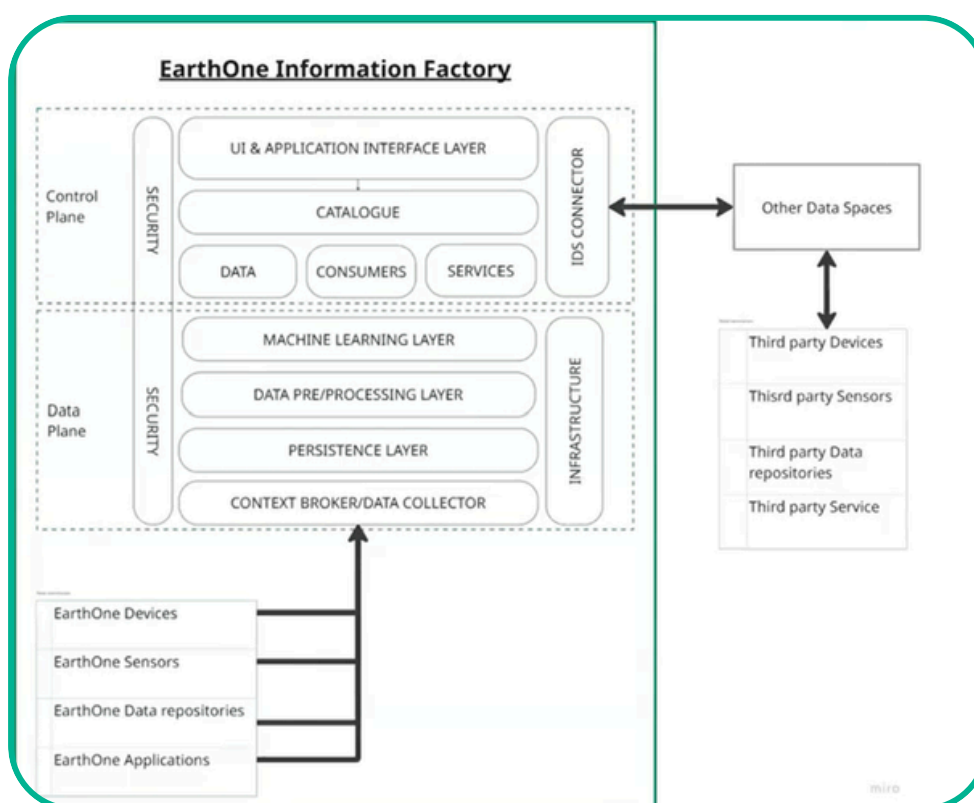 EarthOne Information Factory
Control
Plane
SECURITY
UI & APPLICATION INTERFACE LAYER
CATALOGUE
DATA
CONSUMERS
SERVICES
IDS CONNECTOR
Other Data Spaces
Data
Plane
SECURITY
MACHINE LEARNING LAYER
DATA PRE/PROCESSING LAYER
PERSISTENCE LAYER
CONTEXT BROKER/DATA COLLECTOR
INFRASTRUCTURE
Third party Devices
Thisrd party Sensors
Third party Data
repositories
Third party Service
EarthOne Devices
EarthOne Sensors
EarthOne Data repositories
EarthOne Applications
miro